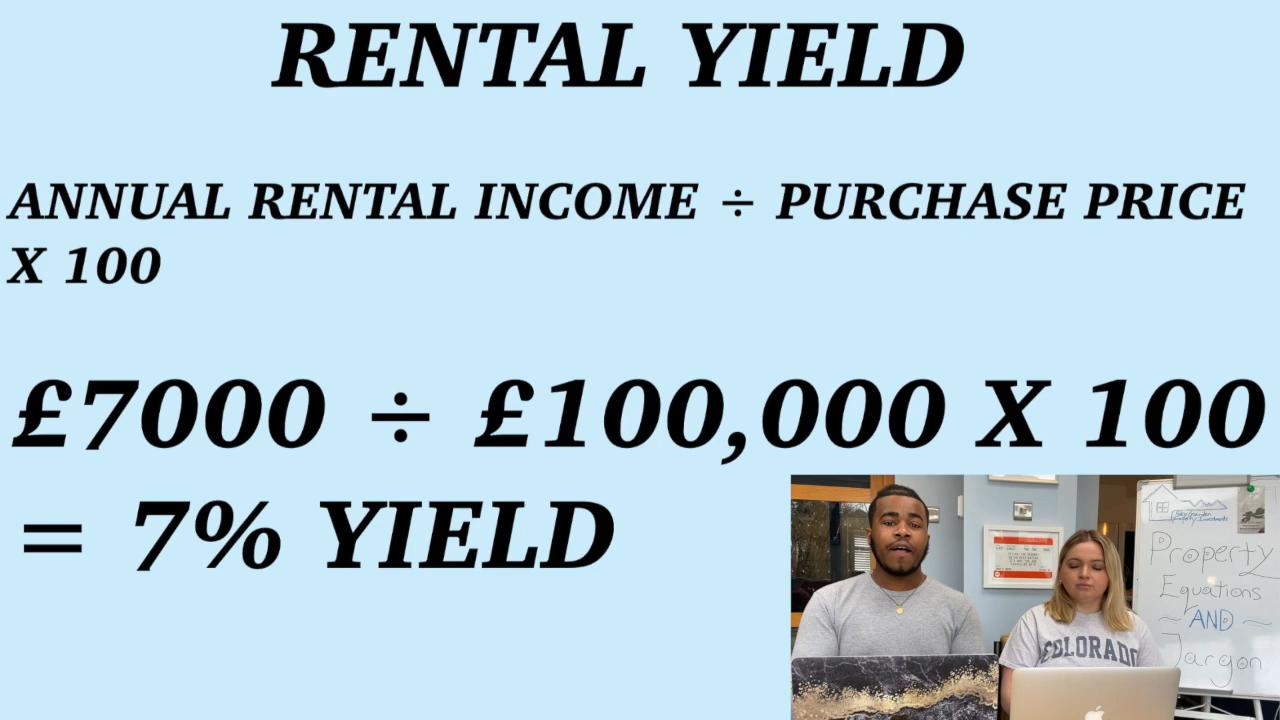 RENTAL YIELD
ANNUAL RENTAL INCOME ÷ PURCHASE PRICE
X 100
£7000 ÷ £100,000 X 100
= 7% YIELD
Property
Equations
~ AND ~
Jargon
COLORADO